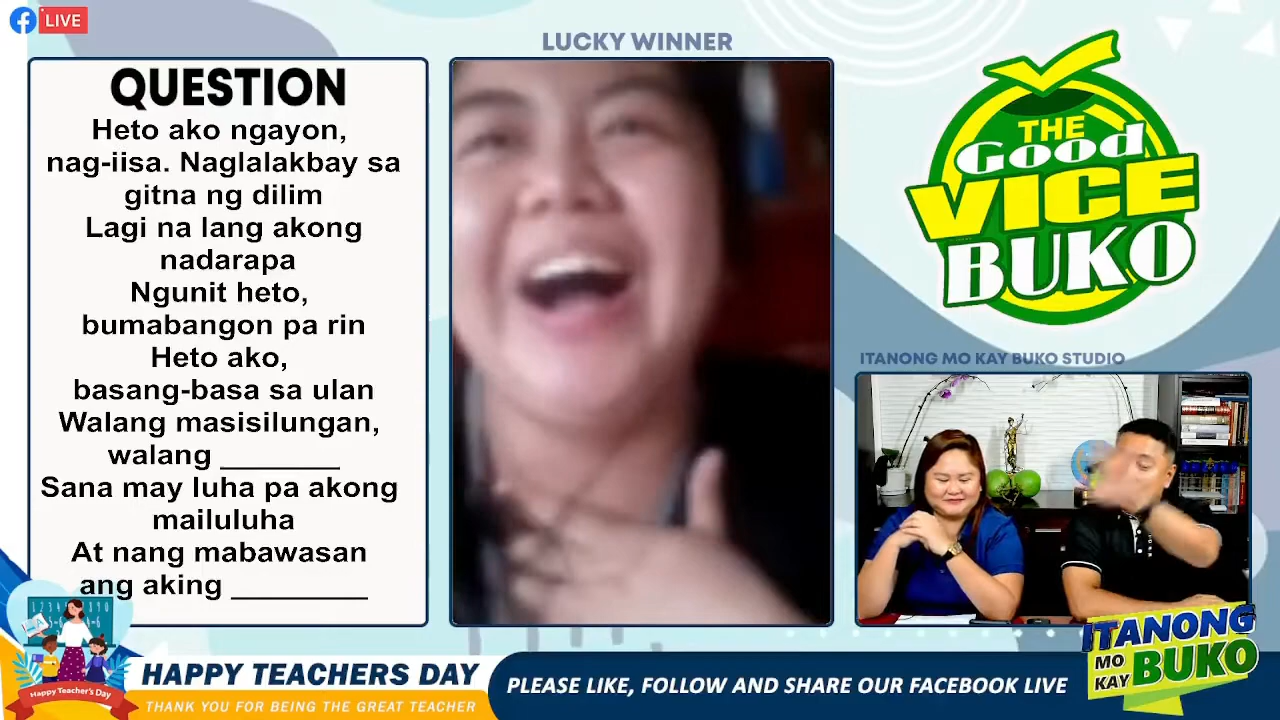 LIVE
LUCKY WINNER
QUESTION
Heto ako ngayon,
nag-iisa. Naglalakbay sa
gitna ng dilim
Lagi na lang akong
nadarapa
Ngunit heto,
bumabangon pa rin
Heto ako,
basang-basa sa ulan
Walang masisilungan,
walang ________
Sana may luha pa akong
mailuluha
At nang mabawasan
ang aking _________
THE
GOOD
VICE
BUKO
ITANONG MO KAY BUKO STUDIO
Happy Teacher's Day
HAPPY TEACHERS DAY
THANK YOU FOR BEING THE GREAT TEACHER
PLEASE LIKE, FOLLOW AND SHARE OUR FACEBOOK LIVE
ITANONG
MO
KAY BUKO